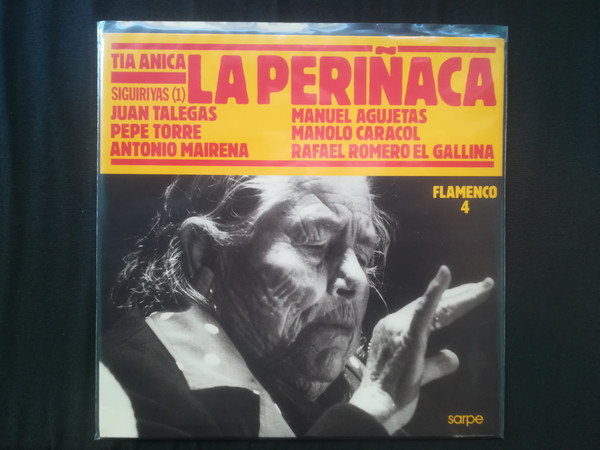 TIA ANICA
LA PERIÑACA
SIGUIRIYAS (1)
JUAN TALEGAS
PEPE TORRE
ANTONIO MAIRENA
MANUEL AGUJETAS
MANOLO CARACOL
RAFAEL ROMERO EL GALLINA
FLAMENCO
4
sarpe